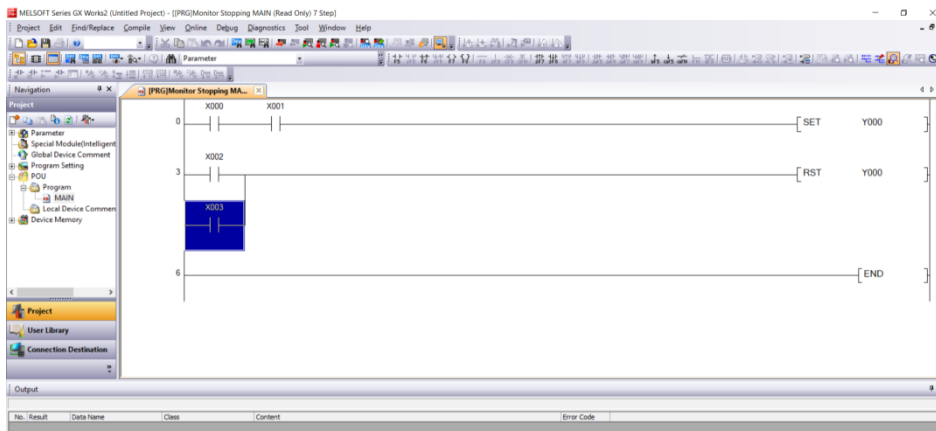 MELSOFT Series GX Works2 (Untitled Project) - [[PRG]Monitor Stopping MAIN (Read Only) 7 Step]
Project Edit Find/Replace Compile View Online Debug Diagnostics Tool Window Help
Parameter
Navigation
[PRG]Monitor Stopping MA...
Project
Parameter
Special Module(Intelligent
Global Device Comment
Program Setting
POU
Program
MAIN
Local Device Commen
Device Memory
X000 X001
0 SET Y000
X002
3 RST Y000
X003
6 END
Project
User Library
Connection Destination
Output
No. Result Data Name Class Content Error Code